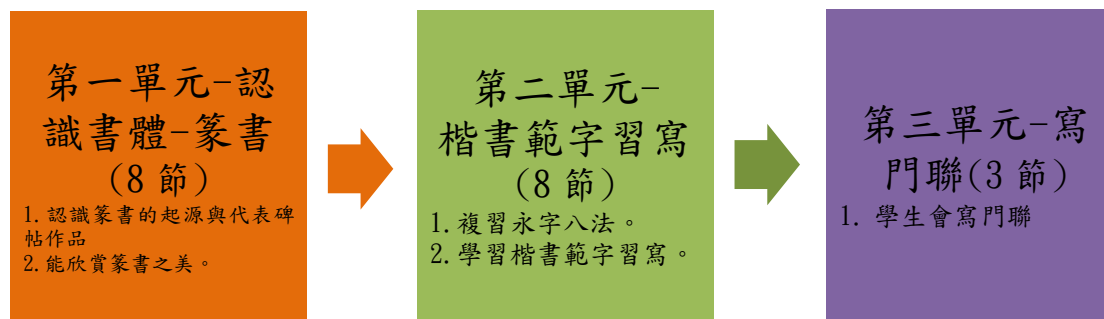 第一單元-認
識書體-篆書
(8 節)
1.認識篆書的起源與代表碑
帖作品
2.能欣賞篆書之美。
第二單元-
楷書範字習寫
(8 節)
1.複習永字八法。
2.學習楷書範字習寫。
第三單元-寫
門聯(3 節)
1. 學生會寫門聯